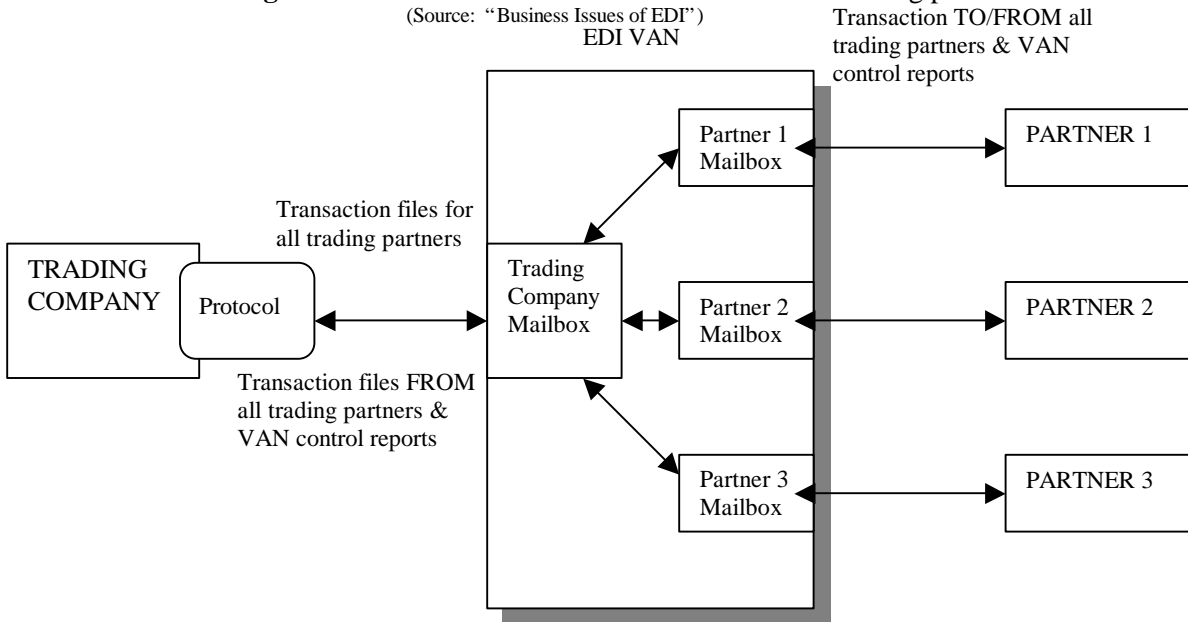 (Source: “Business Issues of EDI”)
EDI VAN
Transaction TO/FROM all
trading partners & VAN
control reports
Partner 1
Mailbox
PARTNER 1
Transaction files for
all trading partners
TRADING
COMPANY
Protocol
Trading
Company
Mailbox
Partner 2
Mailbox
PARTNER 2
Transaction files FROM
all trading partners &
VAN control reports
Partner 3
Mailbox
PARTNER 3